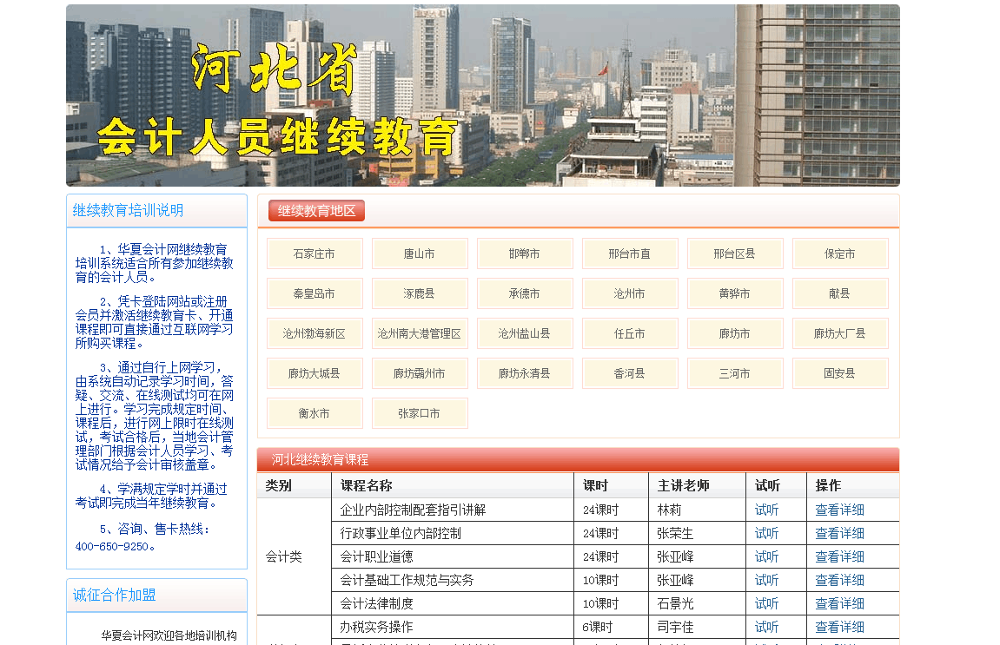 河北省
会计人员继续教育
继续教育培训说明
1、华夏会计网继续教育
培训系统适合所有参加继续教
育的会计人员。
2、凭卡登陆网站或注册
会员并激活继续教育卡、开通
课程即可直接通过互联网学习
所购买课程。
3、通过自行上网学习，
由系统自动记录学习时间，答
疑、交流、在线测试均可在网
上进行。学习完成规定时间、
课程后，进行网上限时在线测
试，考试合格后，当地会计管
理部门根据会计人员学习、考
试情况给予会计审核盖章。
4、学满规定学时并通过
考试即完成当年继续教育。
5、咨询、售卡热线：
400-650-9250。
诚征合作加盟
华夏会计网欢迎各地培训机构
继续教育地区
石家庄市 唐山市 邯郸市 邢台市直 邢台区县 保定市
秦皇岛市 涿鹿县 承德市 沧州市 黄骅市 献县
沧州渤海新区 沧州南大港管理区 沧州盐山县 任丘市 廊坊市 廊坊大厂县
廊坊大城县 廊坊霸州市 廊坊永清县 香河县 三河市 固安县
衡水市 张家口市
河北继续教育课程
类别 课程名称 课时 主讲老师 试听 操作
会计类
企业内部控制配套指引讲解 24课时 林莉 试听 查看详细
行政事业单位内部控制 24课时 张荣生 试听 查看详细
会计职业道德 24课时 张亚峰 试听 查看详细
会计基础工作规范与实务 10课时 张亚峰 试听 查看详细
会计法律制度 10课时 石景光 试听 查看详细
办税实务操作 6课时 司宇佳 试听 查看详细